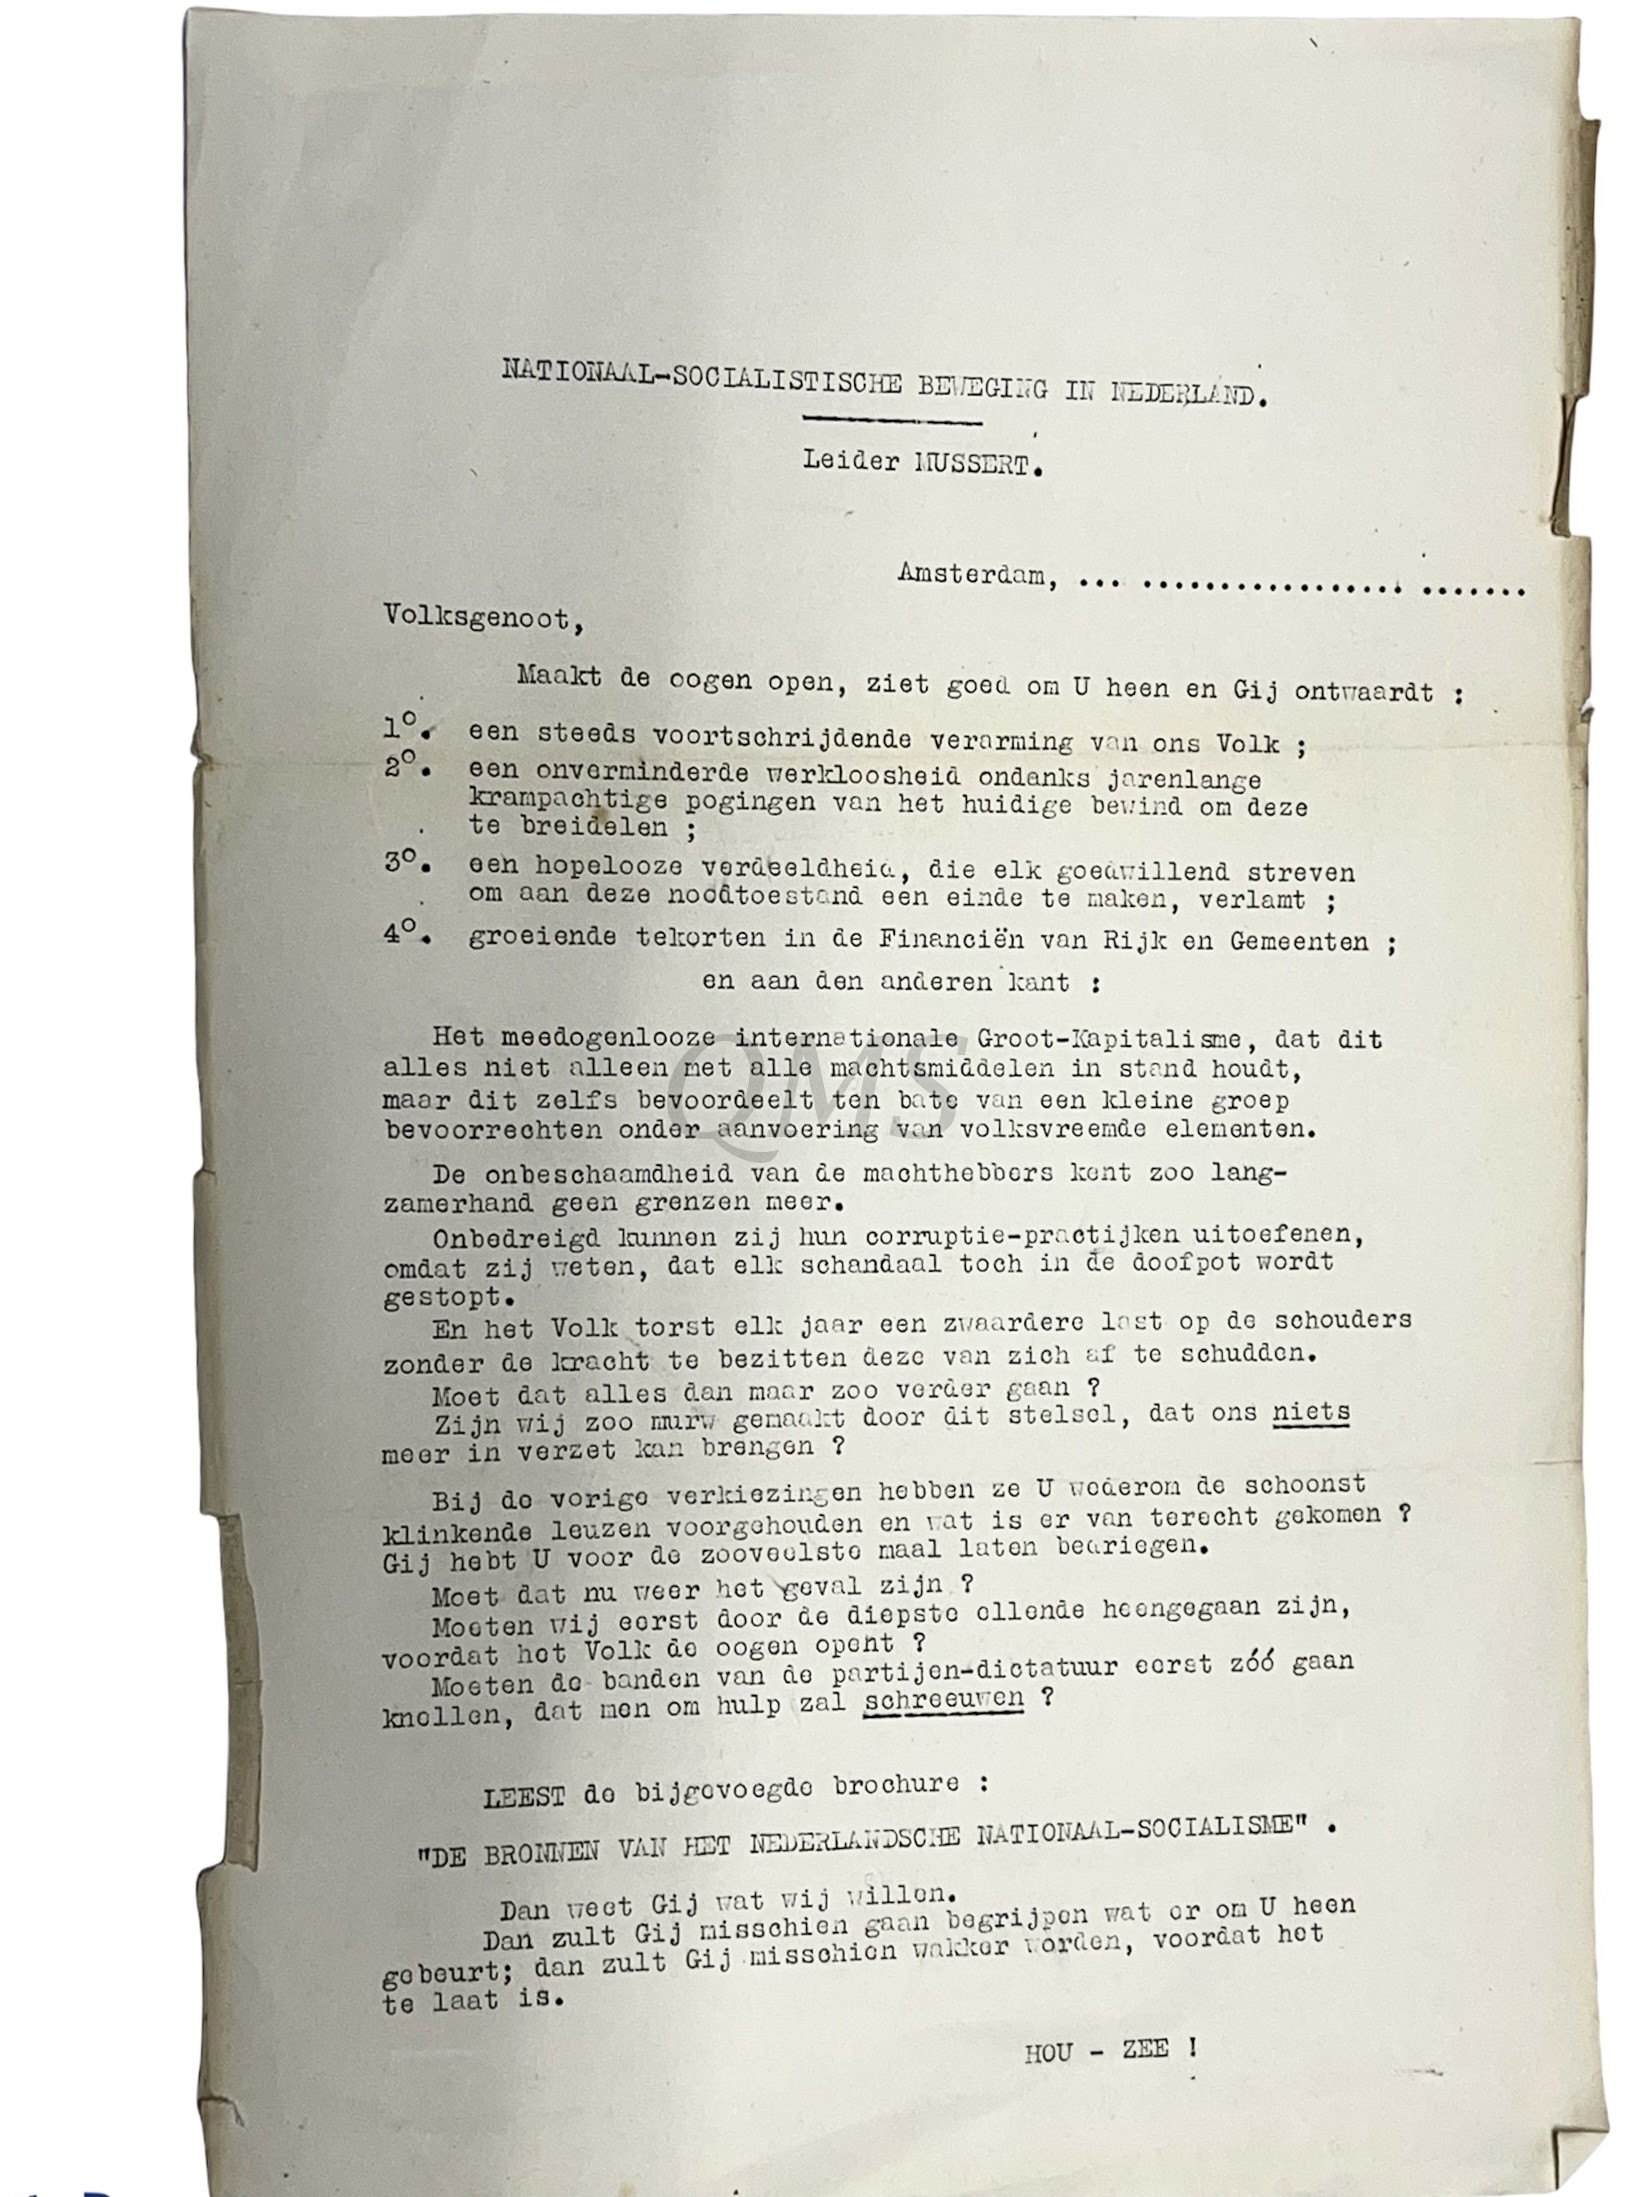 NATIONAAL-SOCIALISTISCHE BEWEGING IN NEDERLAND.
Leider MUSSERT.
Amsterdam, ... ................. .......
Volksgenoot,
Maakt de oogen open, ziet goed om U heen en Gij ontwaardt :
1º. een steeds voortschrijdende verarming van ons Volk ;
2º. een onverminderde werkloosheid ondanks jarenlange
krampachtige pogingen van het huidige bewind om deze
te breidelen ;
3º. een hopelooze verdeeldheid, die elk goedwillend streven
om aan deze noodtoestand een einde te maken, verlamt ;
4º. groeiende tekorten in de Financiën van Rijk en Gemeenten ;
en aan den anderen kant :
Het meedogenlooze internationale Groot-Kapitalisme, dat dit
alles niet alleen met alle machtsmiddelen in stand houdt,
maar dit zelfs bevoordeelt ten bate van een kleine groep
bevoorrechten onder aanvoering van volksvreemde elementen.
De onbeschaamdheid van de machthebbers kent zoo lang-
zamerhand geen grenzen meer.
Onbedreigd kunnen zij hun corruptie-practijken uitoefenen,
omdat zij weten, dat elk schandaal toch in de doofpot wordt
gestopt.
En het Volk torst elk jaar een zwaardere last op de schouders
zonder de kracht te bezitten deze van zich af te schudden.
Moet dat alles dan maar zoo verder gaan ?
Zijn wij zoo murw gemaakt door dit stelsel, dat ons niets
meer in verzet kan brengen ?
Bij de vorige verkiezingen hebben ze U wederom de schoonst
klinkende leuzen voorgehouden en wat is er van terecht gekomen ?
Gij hebt U voor de zooveelste maal laten bedriegen.
Moet dat nu weer het geval zijn ?
Moeten wij eerst door de diepste ellende heengegaan zijn,
voordat het Volk de oogen opent ?
Moeten de banden van de partijen-dictatuur eerst zóó gaan
knellen, dat men om hulp zal schreeuwen ?
LEEST de bijgevoegde brochure :
"DE BRONNEN VAN HET NEDERLANDSCHE NATIONAAL-SOCIALISME" .
Dan weet Gij wat wij willen.
Dan zult Gij misschien gaan begrijpen wat er om U heen
gebeurt; dan zult Gij misschien wakker worden, voordat het
te laat is.
HOU - ZEE !
QMS